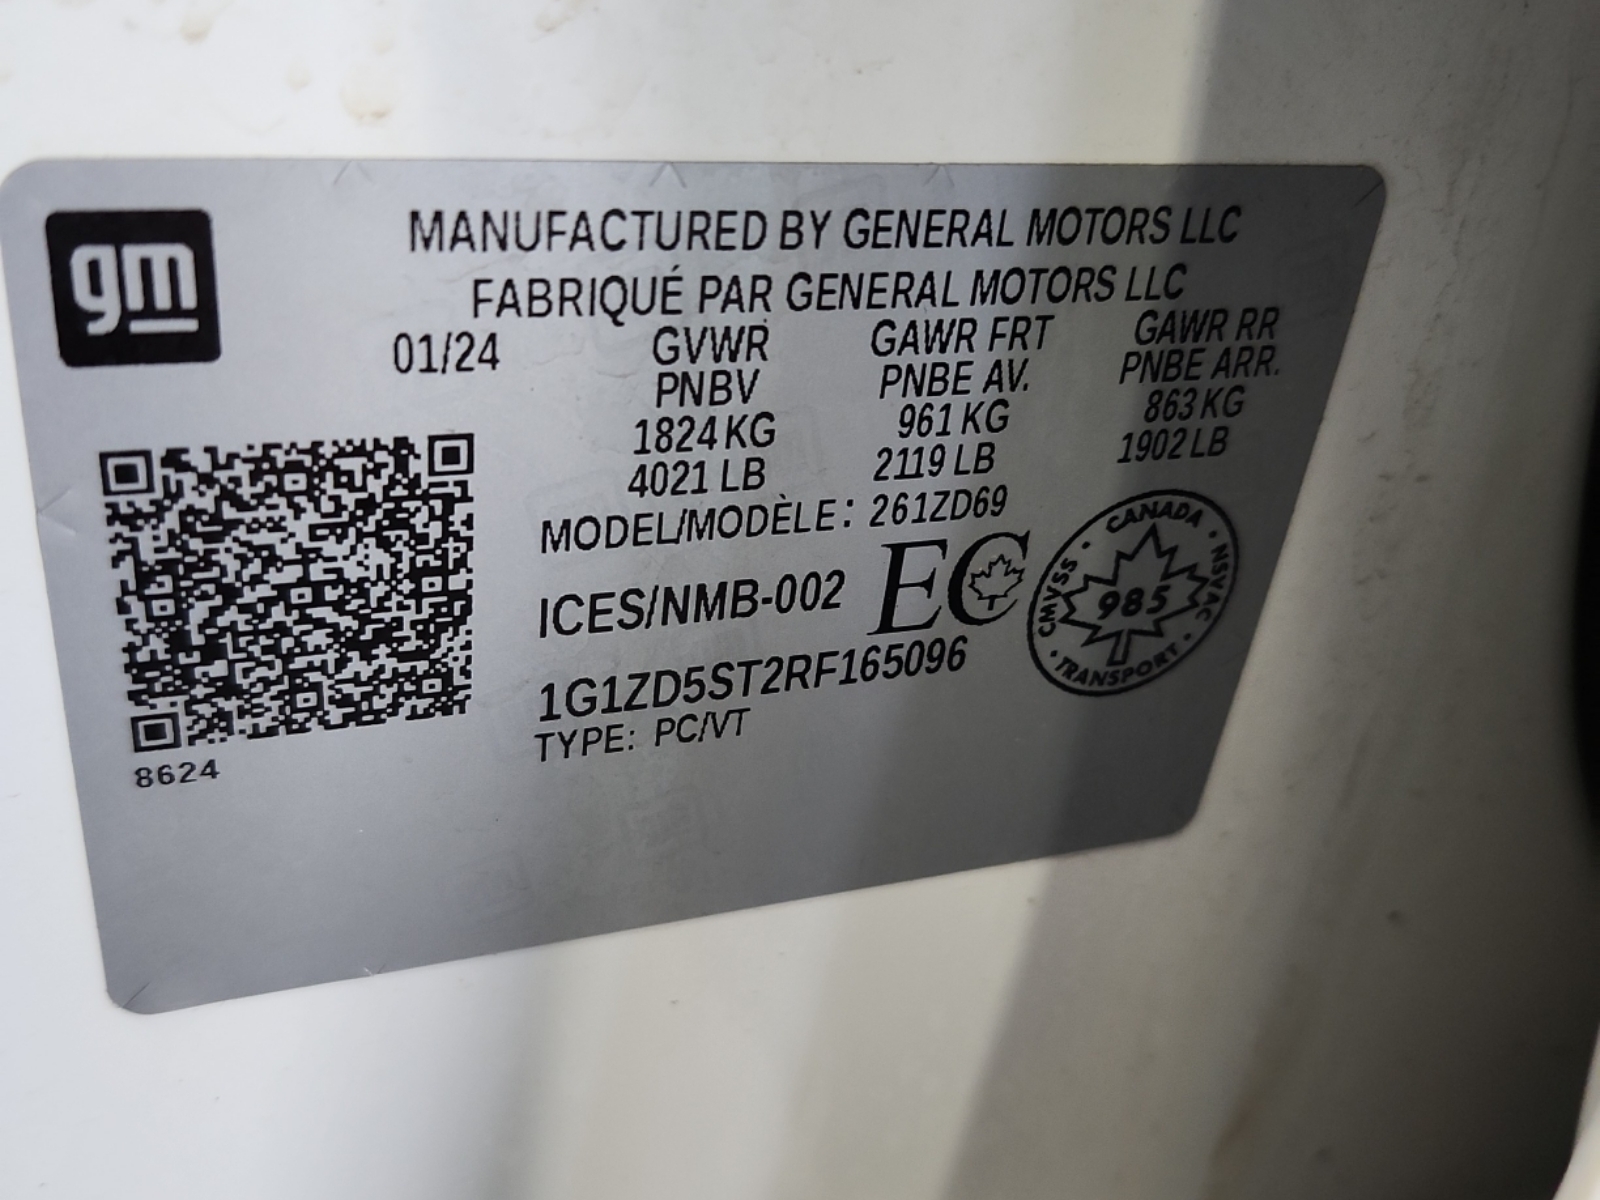 gm
MANUFACTURED BY GENERAL MOTORS LLC
FABRIQUÉ PAR GENERAL MOTORS LLC
01/24 GVWR GAWR FRT GAWR RR
PNBV PNBE AV. PNBE ARR.
1824 KG 961 KG 863 KG
4021 LB 2119 LB 1902 LB
MODEL/MODÈLE: 261ZD69
ICES/NMB-002 EC
CANADA · NSVAC · TRANSPORT · CMVSS ·
985
1G1ZD5ST2RF165096
TYPE: PC/VT
8624